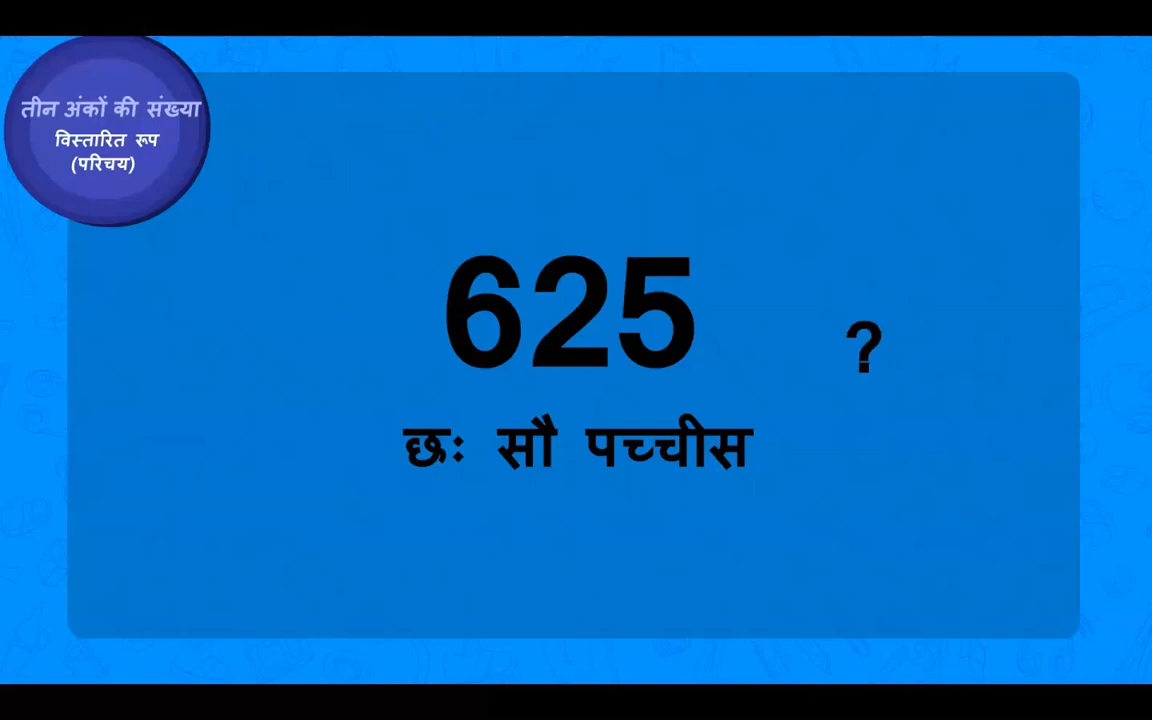 तीन अंकों की संख्या
विस्तारित रूप
(परिचय)
625 ?
छः सौ पच्चीस